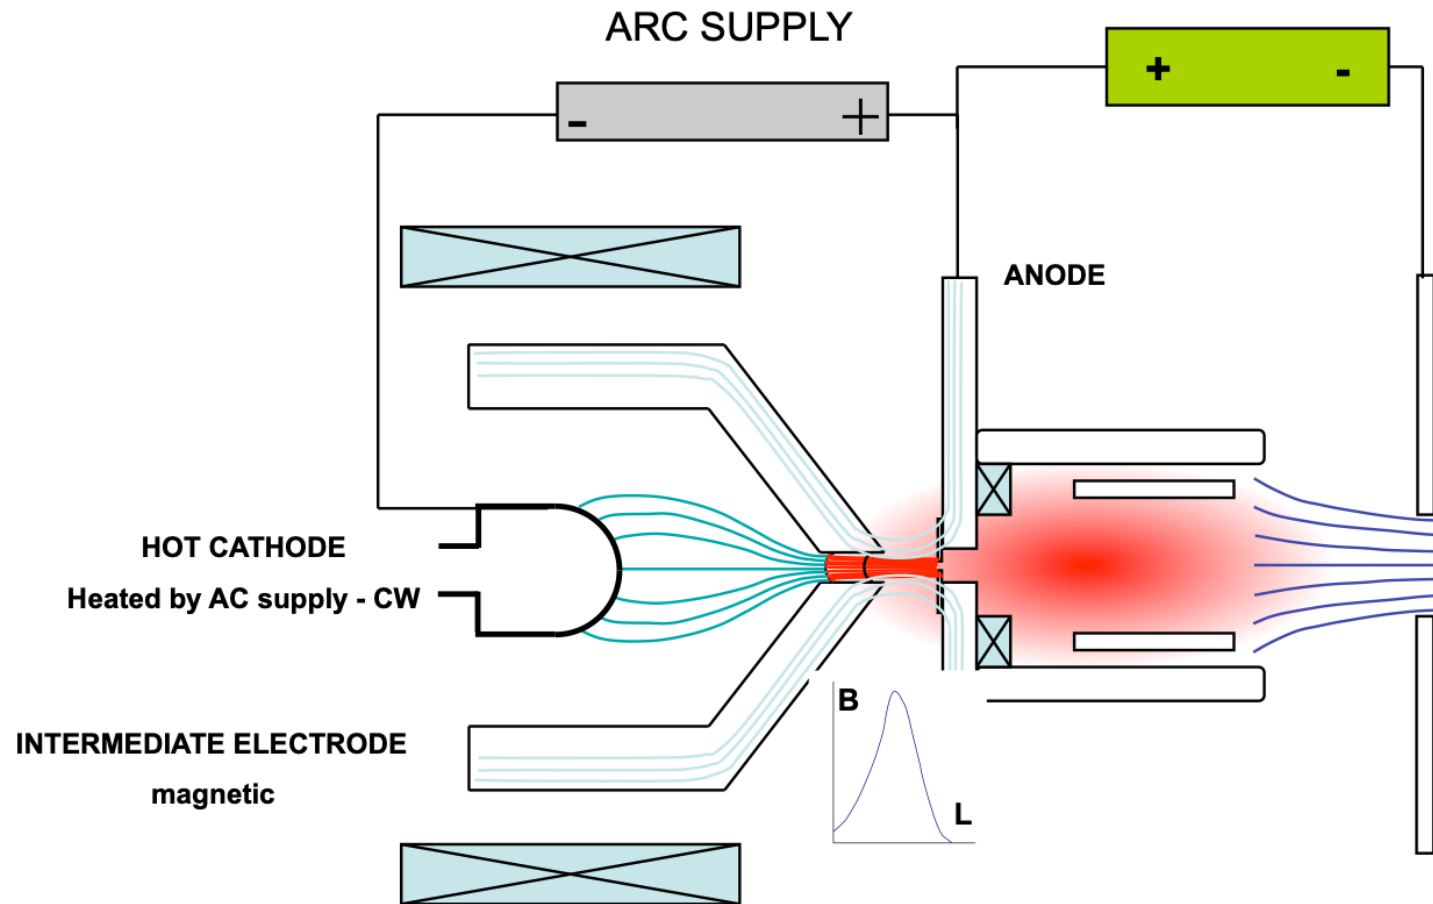 ARC SUPPLY
+ -
- +
ANODE
HOT CATHODE
Heated by AC supply - CW
INTERMEDIATE ELECTRODE
magnetic
B
L